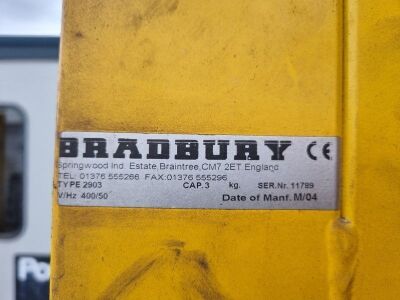 BRADBURY CE
Springwood Ind. Estate,Braintree,CM7 2ET England
TEL: 01376 555266 FAX:01376 555296
TYPE 2903 CAP. 3 kg. SER.Nr. 11789
V/Hz 400/50 Date of Manf. M/04
Po